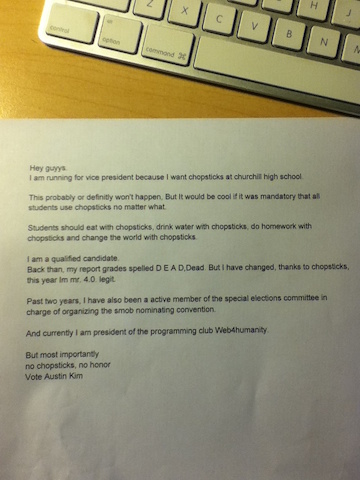 Z X C V B N H J
control alt option command ⌘
Hey guyys.
I am running for vice president because I want chopsticks at churchill high school.
This probably or definitly won't happen, But It would be cool if it was mandatory that all
students use chopsticks no matter what.
Students should eat with chopsticks, drink water with chopsticks, do homework with
chopsticks and change the world with chopsticks.
I am a qualified candidate.
Back than, my report grades spelled D E A D,Dead. But I have changed, thanks to chopsticks,
this year Im mr. 4.0. legit.
Past two years, I have also been a active member of the special elections committee in
charge of organizing the smob nominating convention.
And currently I am president of the programming club Web4humanity.
But most importantly
no chopsticks, no honor
Vote Austin Kim